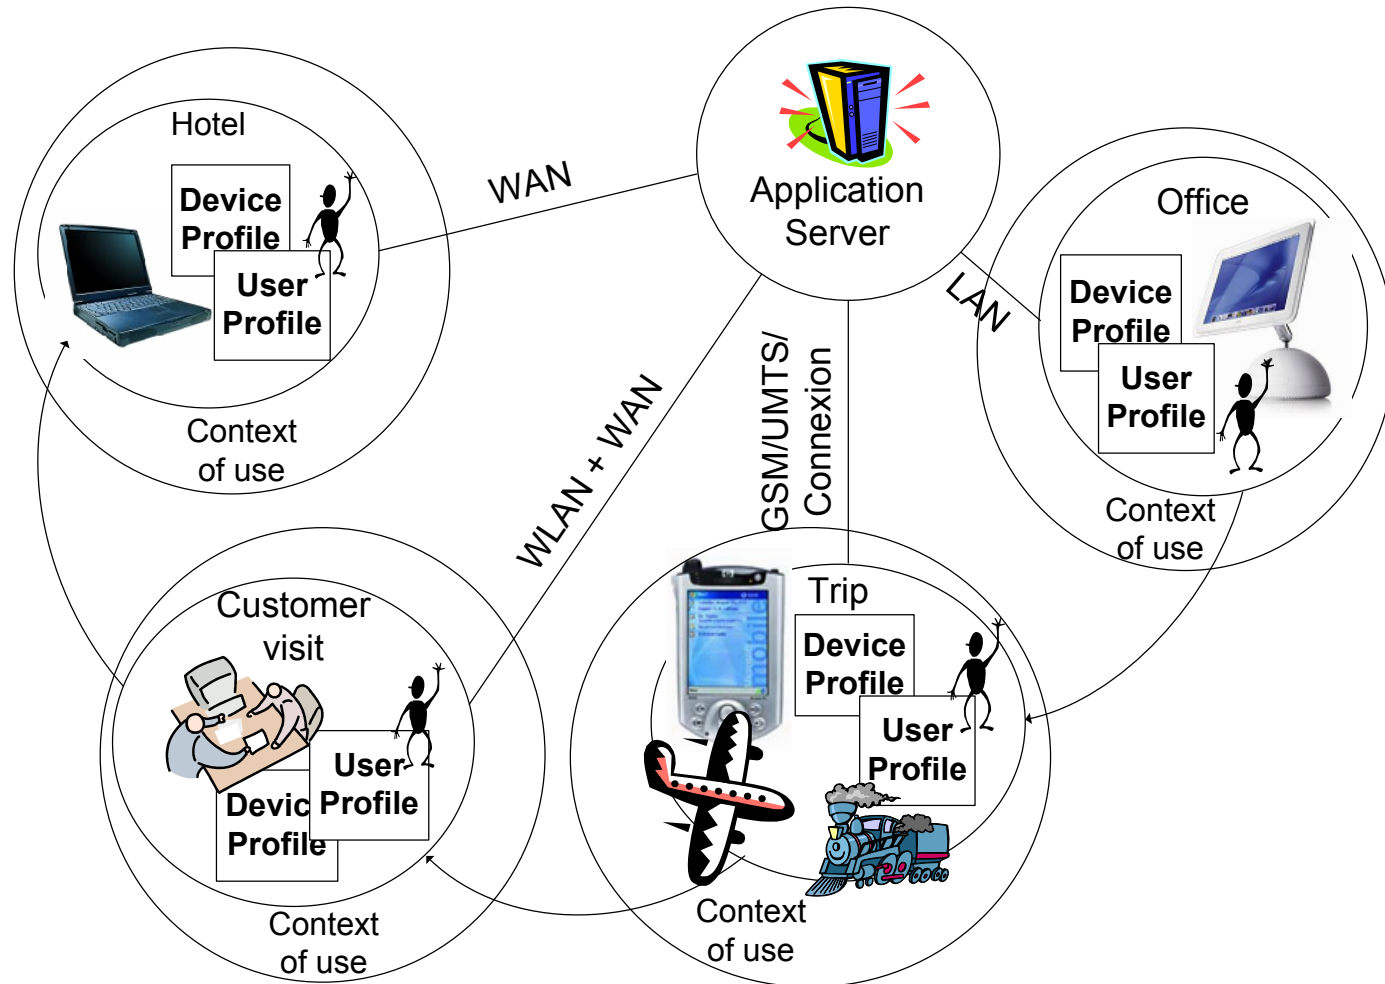 Hotel
Device
Profile
User
Profile
Context
of use
WAN
Application
Server
LAN
Office
Device
Profile
User
Profile
Context
of use
WLAN + WAN
GSM/UMTS/
Connexion
Customer
visit
User
Profile
Devic
Profile
Context
of use
Trip
Device
Profile
User
Profile
Context
of use